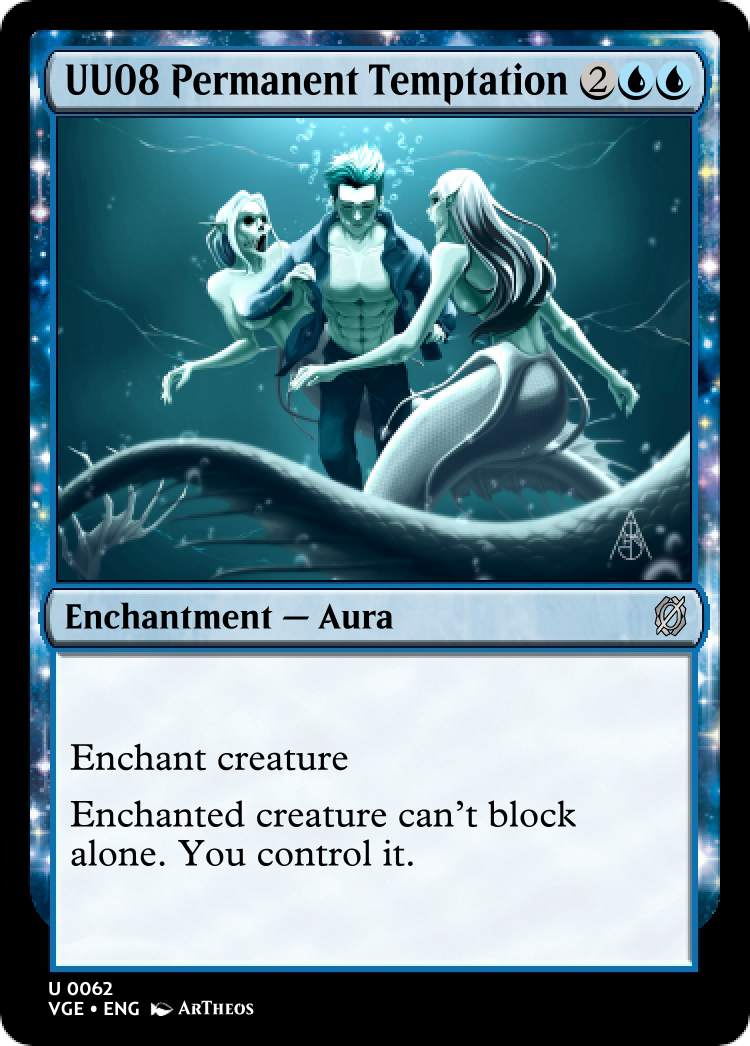 UU08 Permanent Temptation 2
Enchantment — Aura
Enchant creature
Enchanted creature can't block
alone. You control it.
U 0062
VGE • ENG ArTheos